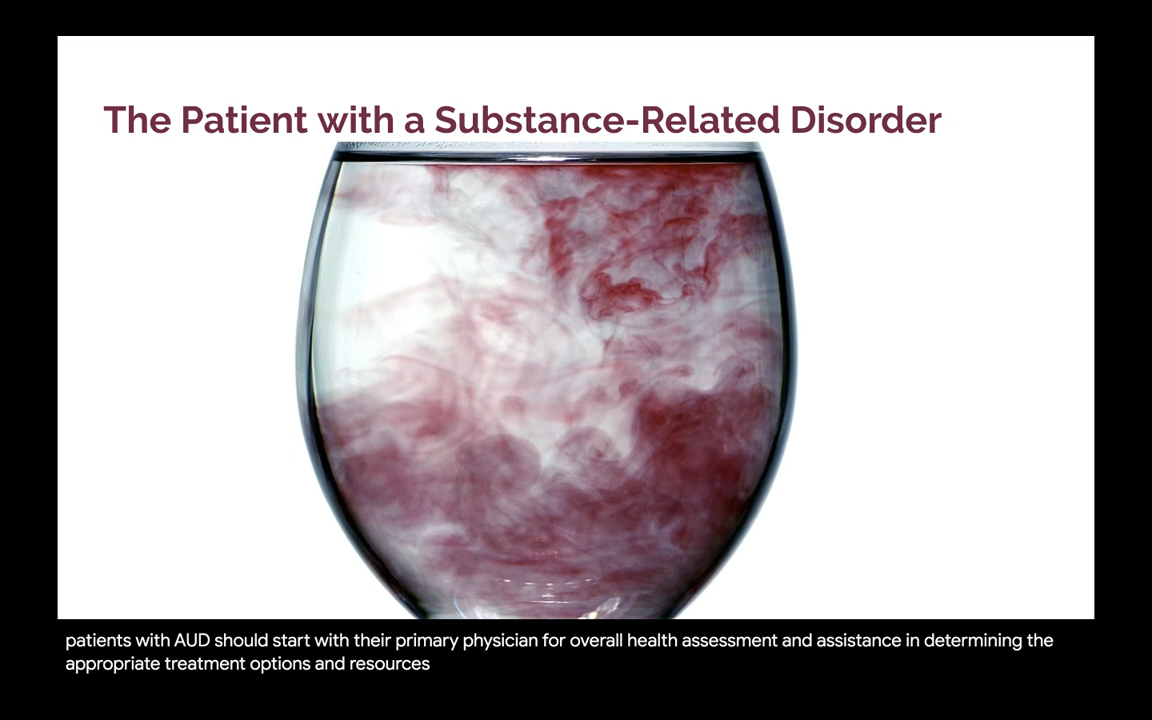 The Patient with a Substance-Related Disorder
patients with AUD should start with their primary physician for overall health assessment and assistance in determining the
appropriate treatment options and resources